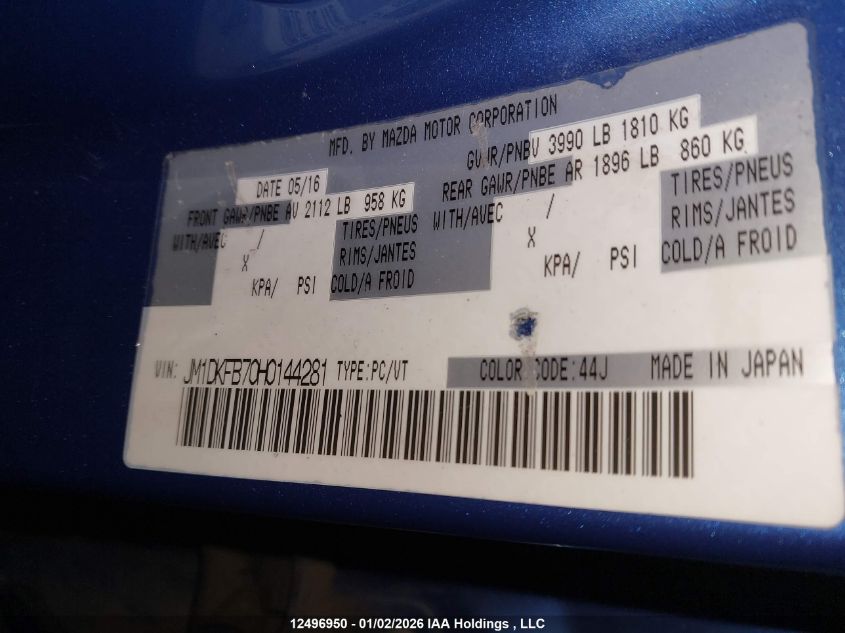 MFD. BY MAZDA MOTOR CORPORATION
DATE 05/16 GVWR/PNBV 3990 LB 1810 KG
FRONT GAWR/PNBE AV 2112 LB 958 KG REAR GAWR/PNBE AR 1896 LB 860 KG
WITH/AVEC / TIRES/PNEUS WITH/AVEC / TIRES/PNEUS
X RIMS/JANTES X RIMS/JANTES
KPA/ PSI COLD/A FROID KPA/ PSI COLD/A FROID
VIN: JM1DKFB70H0144281 TYPE:PC/VT COLOR CODE:44J MADE IN JAPAN
12496950 - 01/02/2026 IAA Holdings , LLC